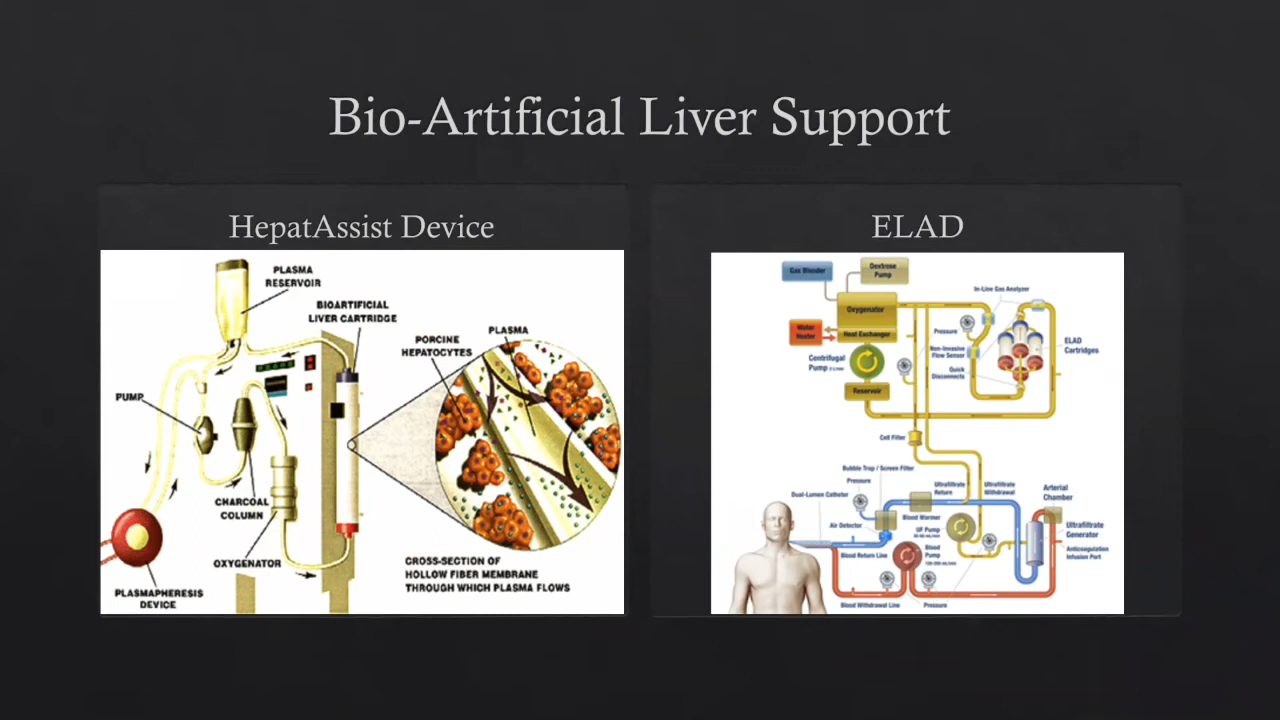 Bio-Artificial Liver Support
HepatAssist Device
PLASMA
RESERVOIR
BIOARTIFICIAL
LIVER CARTRIDGE
PORCINE
HEPATOCYTES
PLASMA
PUMP
CHARCOAL
COLUMN
OXYGENATOR
PLASMAPHERESIS
DEVICE
CROSS-SECTION OF
HOLLOW FIBER MEMBRANE
THROUGH WHICH PLASMA FLOWS
ELAD
Gas Blender
Dextrose
Pump
In-Line Gas Analyzer
Oxygenator
Water
Heater
Heat Exchanger
Pressure
Non-Invasive
Flow Sensor
ELAD
Cartridges
Centrifugal
Pump
Quick
Disconnects
Reservoir
Cell Filter
Bubble Trap / Screen Filter
Pressure
Ultrafiltrate
Return
Ultrafiltrate
Withdrawal
Arterial
Chamber
Dual-Lumen Catheter
Air Detector
Blood Warmer
UF Pump
Ultrafiltrate
Generator
Blood Return Line
Blood
Pump
Anticoagulation
Infusion Port
Blood Withdrawal Line
Pressure